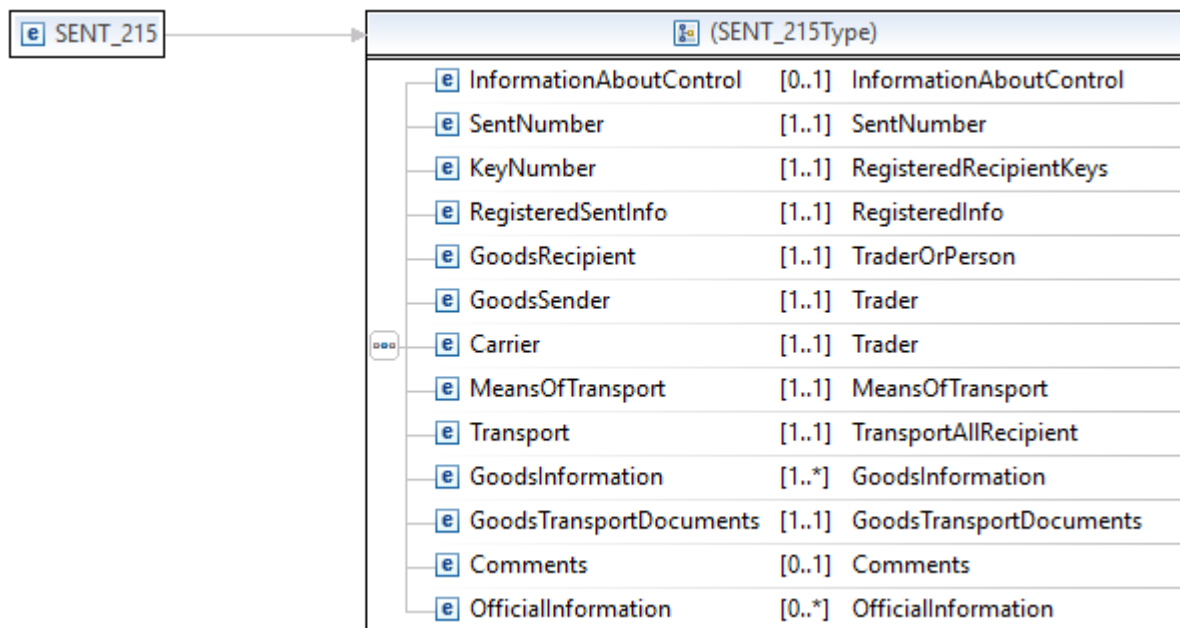 e SENT_215
(SENT_215Type)
e InformationAboutControl [0..1] InformationAboutControl
e SentNumber [1..1] SentNumber
e KeyNumber [1..1] RegisteredRecipientKeys
e RegisteredSentInfo [1..1] RegisteredInfo
e GoodsRecipient [1..1] TraderOrPerson
e GoodsSender [1..1] Trader
e Carrier [1..1] Trader
e MeansOfTransport [1..1] MeansOfTransport
e Transport [1..1] TransportAllRecipient
e GoodsInformation [1..*] GoodsInformation
e GoodsTransportDocuments [1..1] GoodsTransportDocuments
e Comments [0..1] Comments
e OfficialInformation [0..*] OfficialInformation